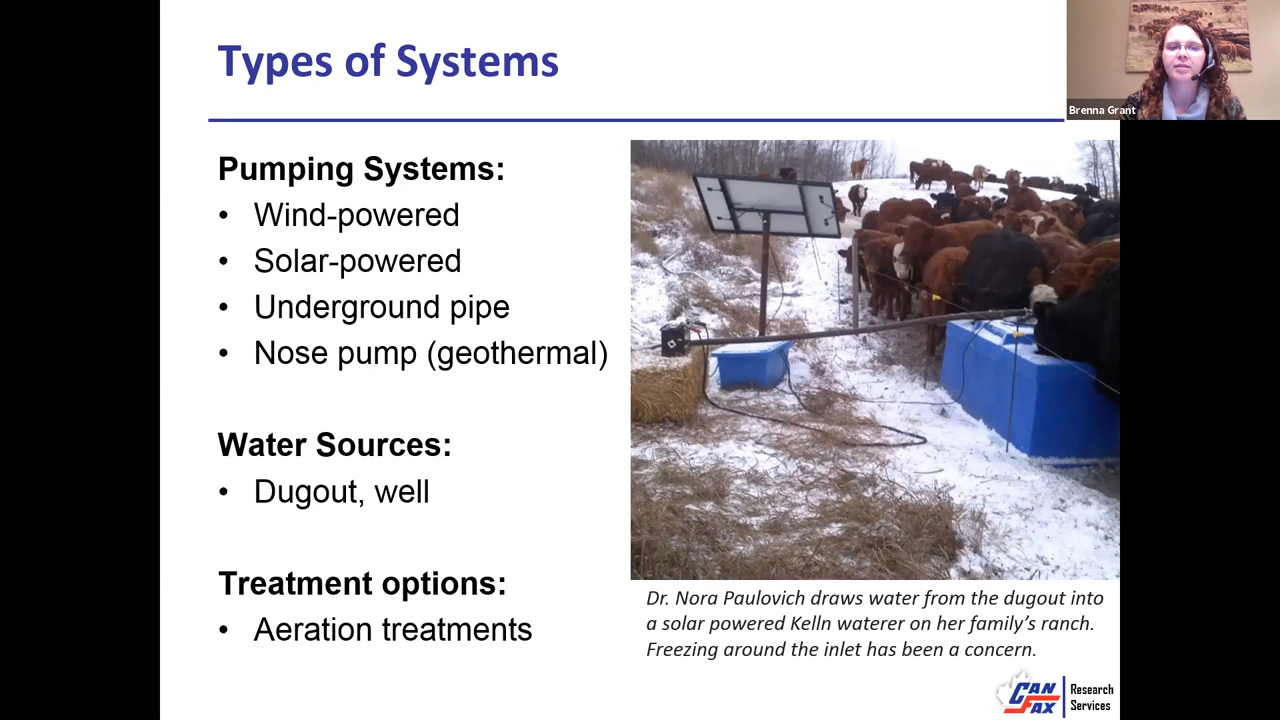 Types of Systems
Brenna Grant
Pumping Systems:
• Wind-powered
• Solar-powered
• Underground pipe
• Nose pump (geothermal)
Water Sources:
• Dugout, well
Treatment options:
• Aeration treatments
Dr. Nora Paulovich draws water from the dugout into
a solar powered Kelln waterer on her family’s ranch.
Freezing around the inlet has been a concern.
CAN
FAX
Research
Services